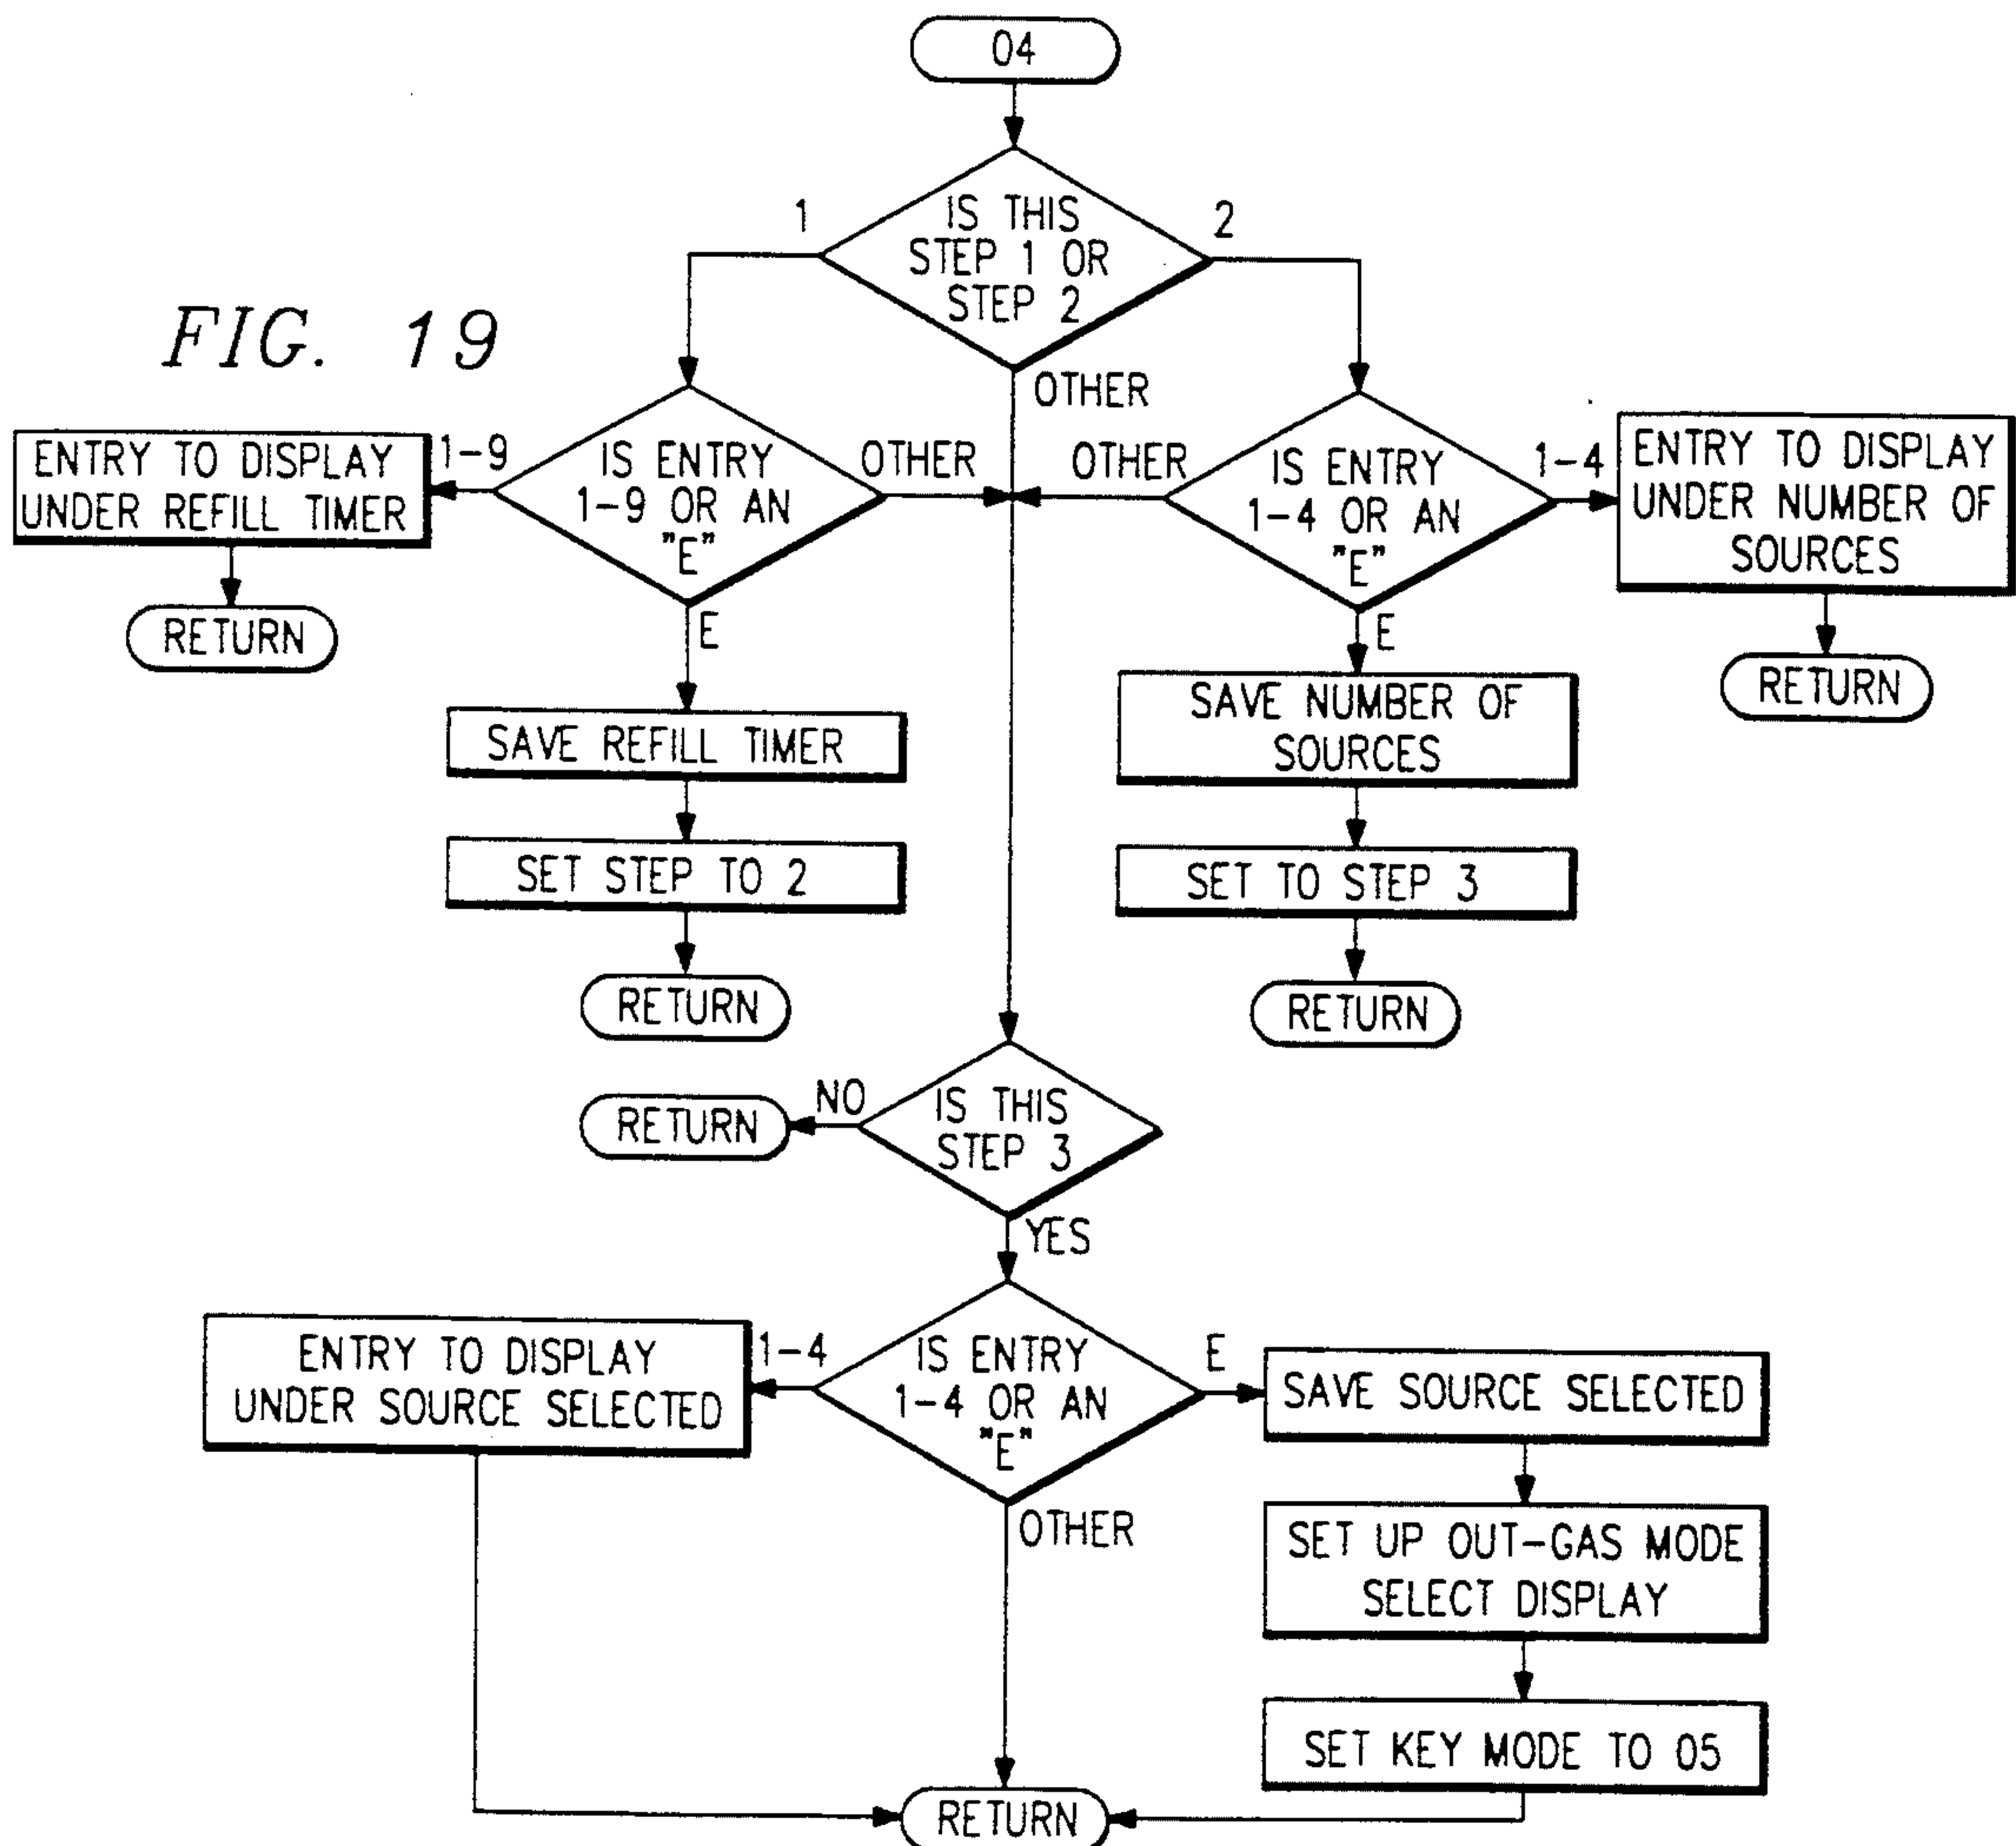 04
IS THIS
STEP 1 OR
STEP 2
1
2
OTHER
FIG. 19
ENTRY TO DISPLAY
UNDER REFILL TIMER
1-9
IS ENTRY
1-9 OR AN
"E"
OTHER
OTHER
IS ENTRY
1-4 OR AN
"E"
1-4
ENTRY TO DISPLAY
UNDER NUMBER OF
SOURCES
RETURN
E
E
RETURN
SAVE REFILL TIMER
SAVE NUMBER OF
SOURCES
SET STEP TO 2
SET TO STEP 3
RETURN
RETURN
RETURN
NO
IS THIS
STEP 3
YES
ENTRY TO DISPLAY
UNDER SOURCE SELECTED
1-4
IS ENTRY
1-4 OR AN
"E"
E
SAVE SOURCE SELECTED
OTHER
SET UP OUT-GAS MODE
SELECT DISPLAY
SET KEY MODE TO 05
RETURN